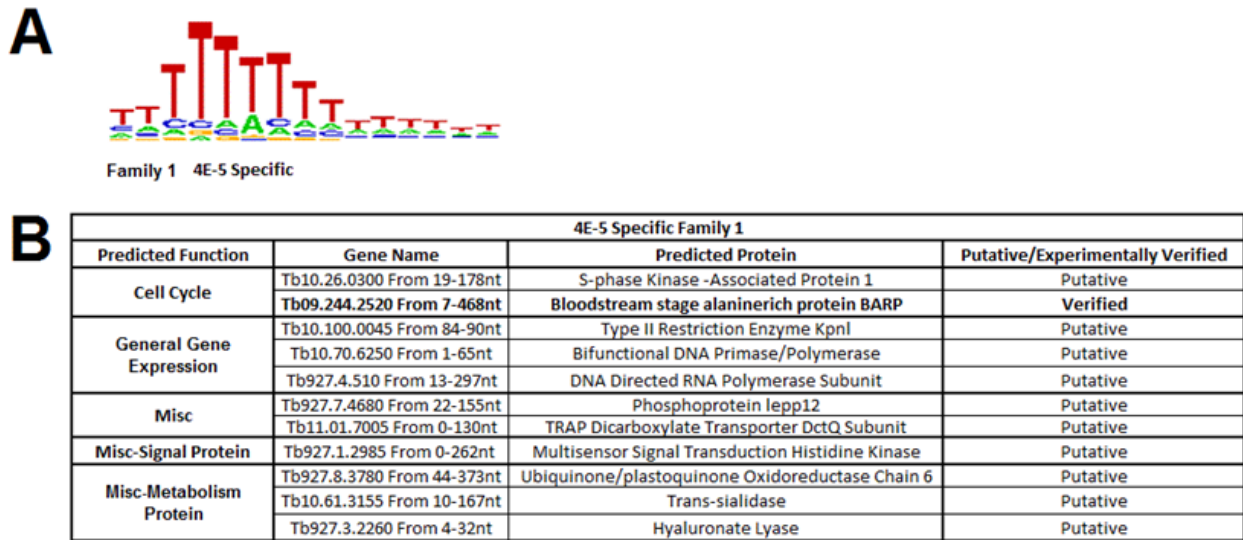 A
Family 1 4E-5 Specific
B
4E-5 Specific Family 1
Predicted Function Gene Name Predicted Protein Putative/Experimentally Verified
Cell Cycle
Tb10.26.0300 From 19-178nt S-phase Kinase -Associated Protein 1 Putative
Tb09.244.2520 From 7-468nt Bloodstream stage alaninerich protein BARP Verified
General Gene
Expression
Tb10.100.0045 From 84-90nt Type II Restriction Enzyme KpnI Putative
Tb10.70.6250 From 1-65nt Bifunctional DNA Primase/Polymerase Putative
Tb927.4.510 From 13-297nt DNA Directed RNA Polymerase Subunit Putative
Misc
Tb927.7.4680 From 22-155nt Phosphoprotein lepp12 Putative
Tb11.01.7005 From 0-130nt TRAP Dicarboxylate Transporter DctQ Subunit Putative
Misc-Signal Protein Tb927.1.2985 From 0-262nt Multisensor Signal Transduction Histidine Kinase Putative
Misc-Metabolism
Protein
Tb927.8.3780 From 44-373nt Ubiquinone/plastoquinone Oxidoreductase Chain 6 Putative
Tb10.61.3155 From 10-167nt Trans-sialidase Putative
Tb927.3.2260 From 4-32nt Hyaluronate Lyase Putative